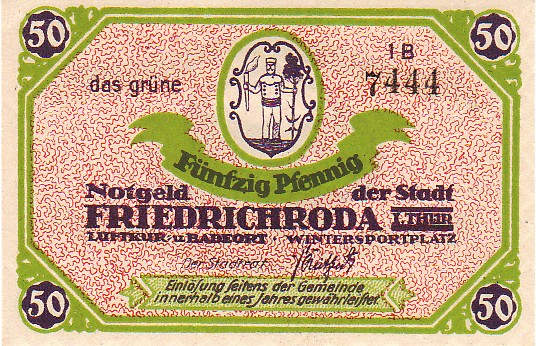 50 50
1 B
das grüne 7444
Fünfzig Pfennig
Notgeld der Stadt
FRIEDRICHRODA I. THÜR
LUFTKUR- U. BADEORT · WINTERSPORTPLATZ
Der Stadtrat
Einlösung seitens der Gemeinde
innerhalb eines Jahres gewährleistet
50 50